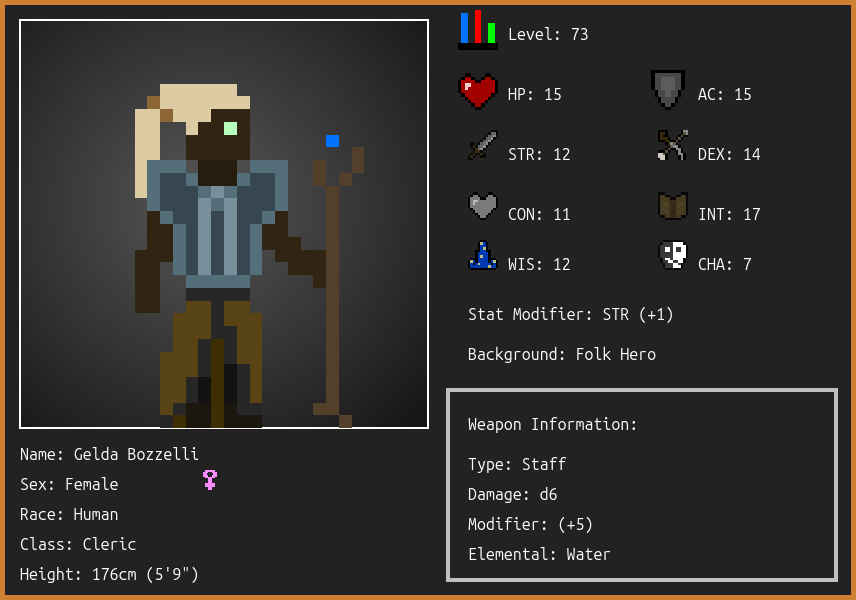 Level: 73
HP: 15
AC: 15
STR: 12
DEX: 14
CON: 11
INT: 17
WIS: 12
CHA: 7
Stat Modifier: STR (+1)
Background: Folk Hero
Weapon Information:
Type: Staff
Damage: d6
Modifier: (+5)
Elemental: Water
Name: Gelda Bozzelli
Sex: Female
Race: Human
Class: Cleric
Height: 176cm (5'9")